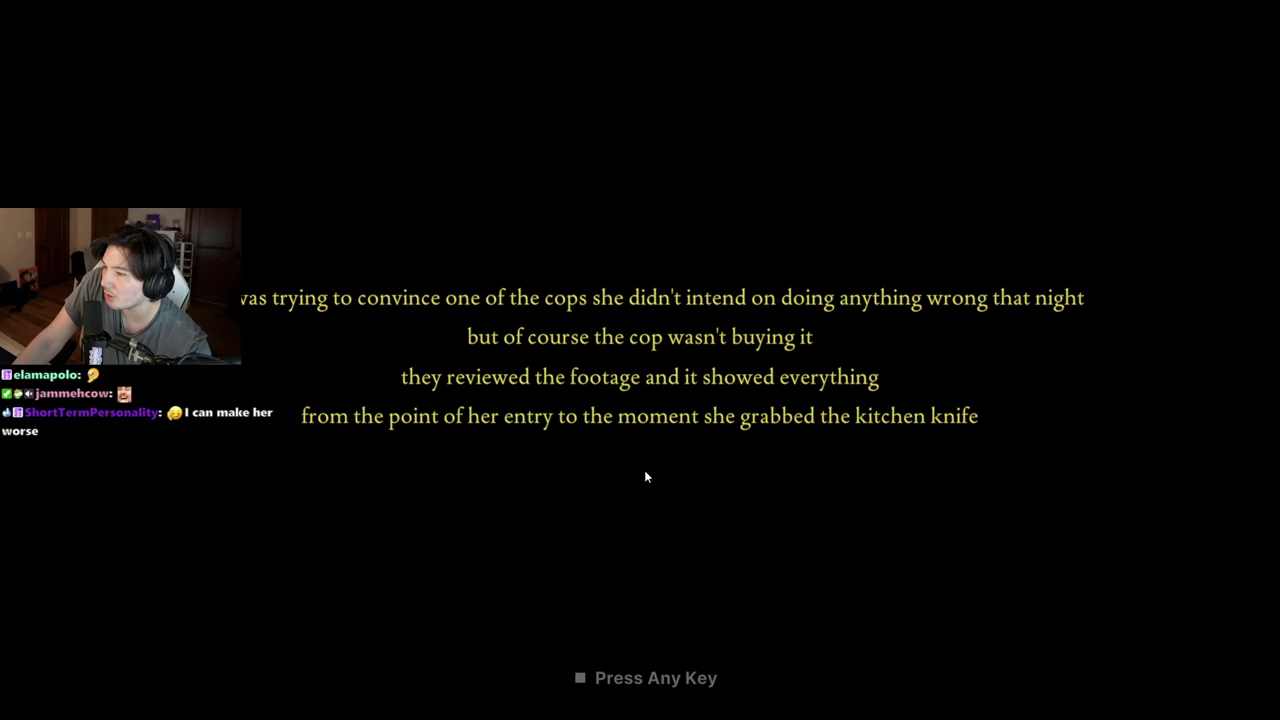 was trying to convince one of the cops she didn't intend on doing anything wrong that night
but of course the cop wasn't buying it
they reviewed the footage and it showed everything
from the point of her entry to the moment she grabbed the kitchen knife
elamapolo:
jammehcow:
ShortTermPersonality: I can make her
worse
Press Any Key